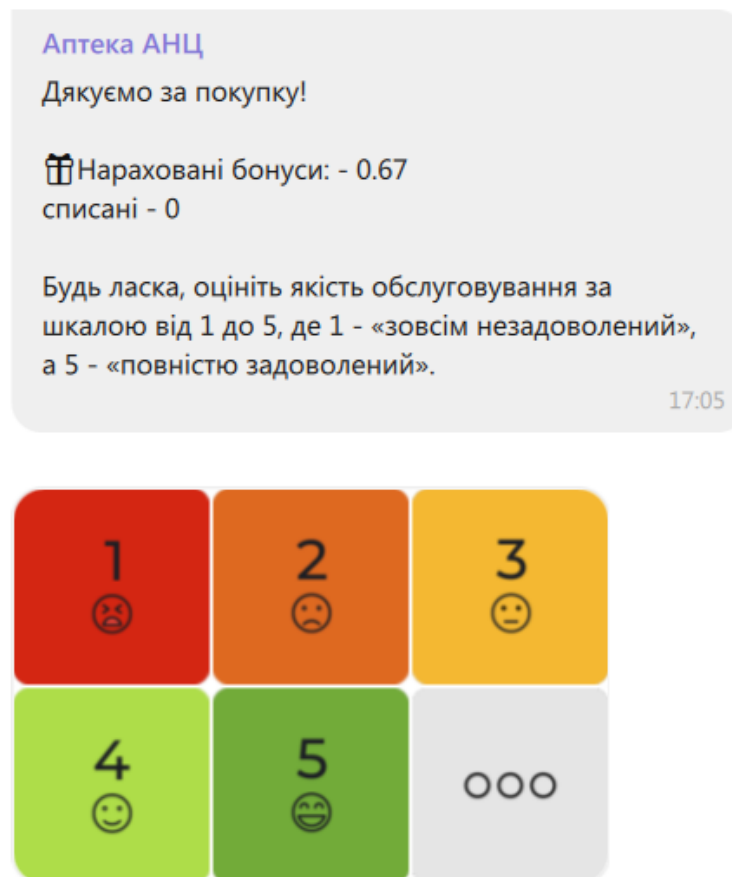 Аптека АНЦ
Дякуємо за покупку!
🎁Нараховані бонуси: - 0.67
списані - 0
Будь ласка, оцініть якість обслуговування за
шкалою від 1 до 5, де 1 - «зовсім незадоволений»,
а 5 - «повністю задоволений».
17:05
1 2 3
4 5